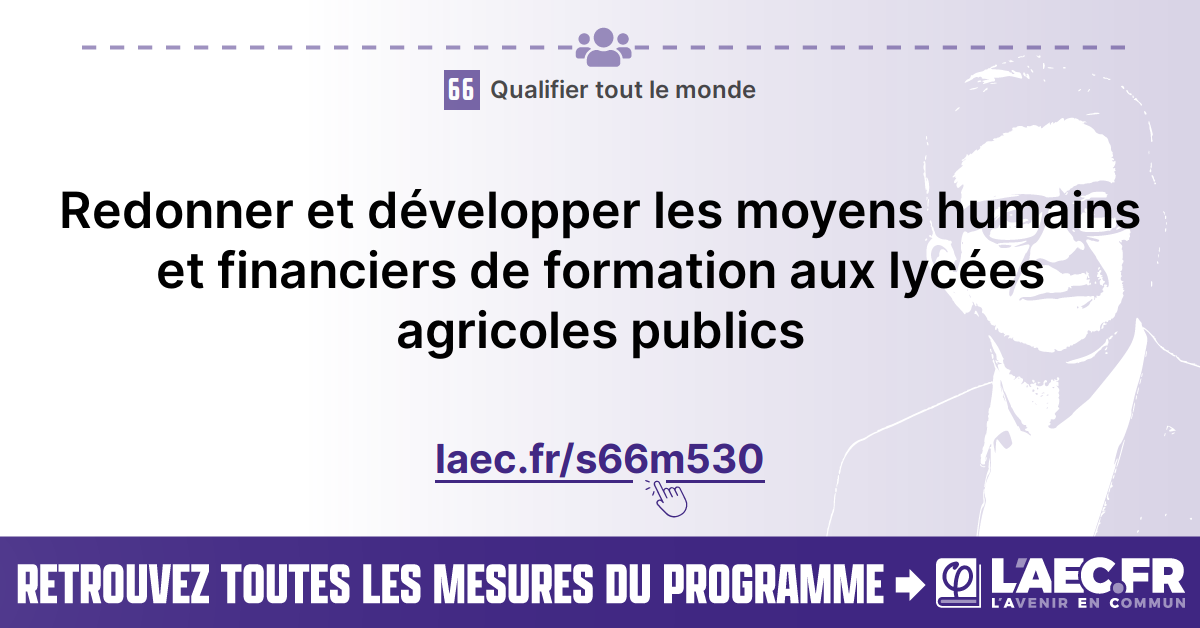 66 Qualifier tout le monde
Redonner et développer les moyens humains
et financiers de formation aux lycées
agricoles publics
laec.fr/s66m530
RETROUVEZ TOUTES LES MESURES DU PROGRAMME
φ L'AEC.FR
L'AVENIR EN COMMUN